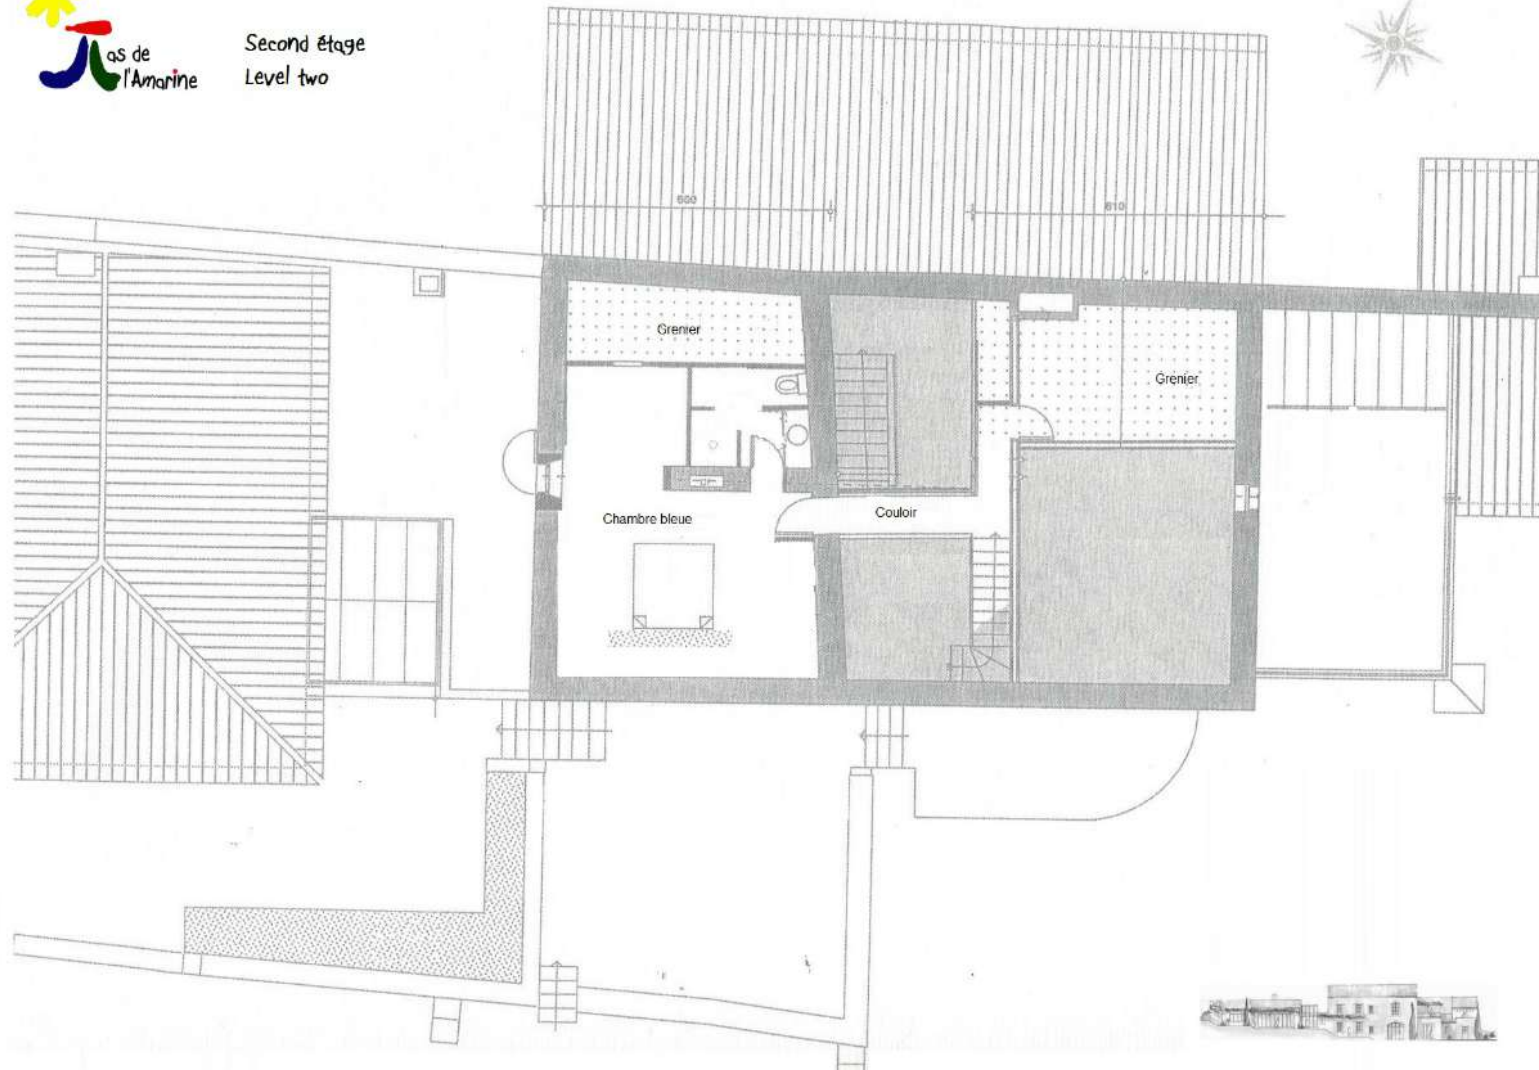 as de
l'Amarine
Second étage
Level two
600
610
Grenier
Grenier
Couloir
Chambre bleue